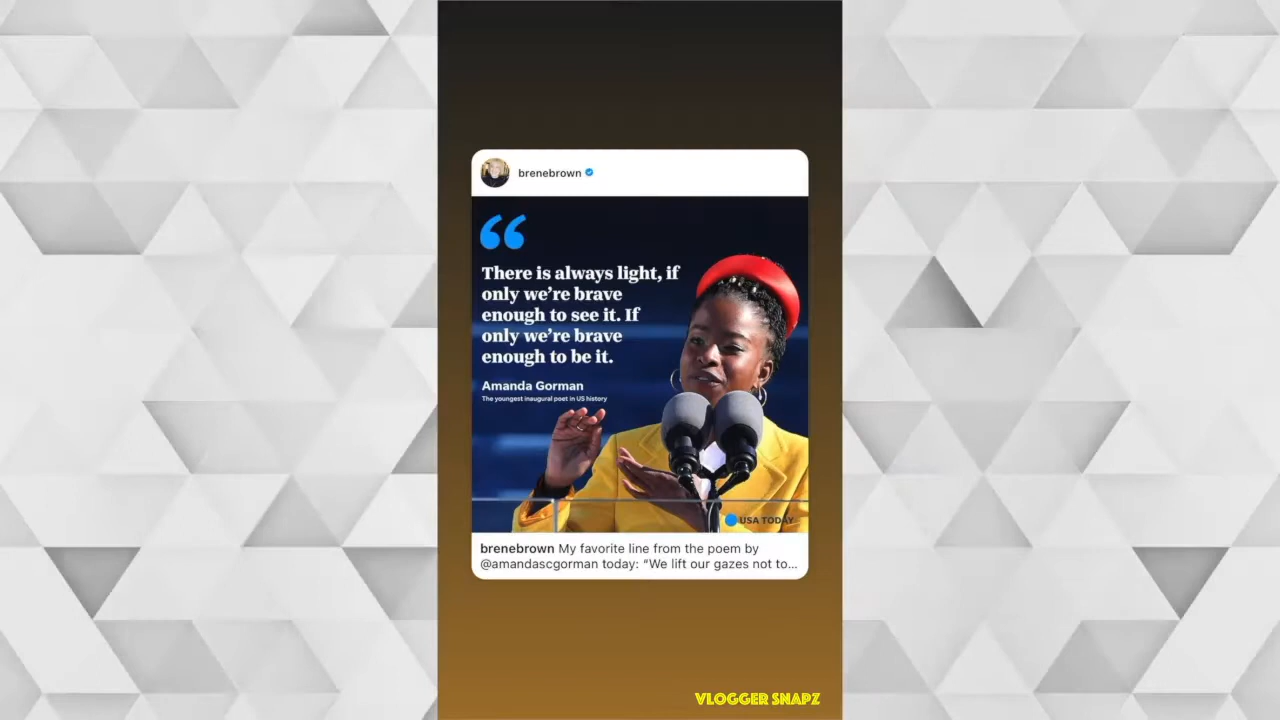 brenebrown
“
There is always light, if
only we’re brave
enough to see it. If
only we’re brave
enough to be it.
Amanda Gorman
The youngest inaugural poet in US history
USA TODAY
brenebrown My favorite line from the poem by
@amandascgorman today: “We lift our gazes not to...
VLOGGER SNAPZ